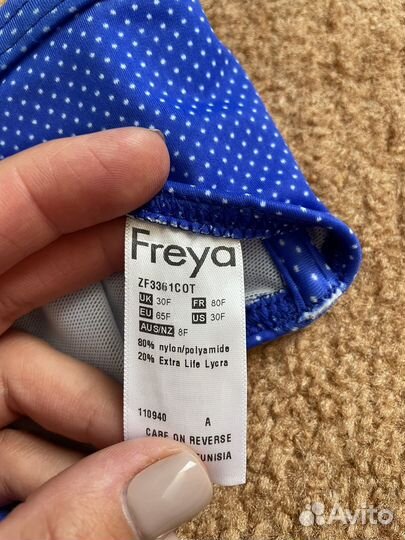 Freya
ZF3361COT
UK 30F FR 80F
EU 65F US 30F
AUS/NZ 8F
80% nylon/polyamide
20% Extra Life Lycra
110940 A
CARE ON REVERSE
TUNISIA
Avito